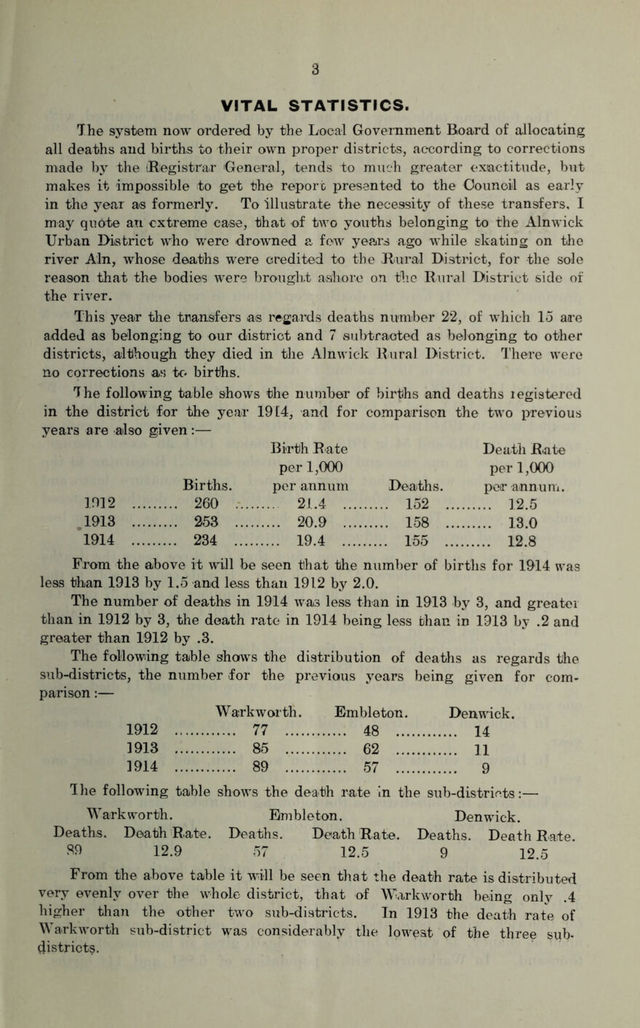 3
VITAL STATISTICS.
The system now ordered by the Local Government Board of allocating
all deaths and births to their own proper districts, according to corrections
made by the Registrar General, tends to much greater exactitude, but
makes it impossible to get the report presented to the Council as early
in the year as formerly. To illustrate the necessity of these transfers, I
may quote an extreme case, that of two youths belonging to the Alnwick
Urban District who were drowned a few years ago while skating on the
river Aln, whose deaths were credited to the Rural District, for the sole
reason that the bodies were brought ashore on the Rural District side of
the river.
This year the transfers as regards deaths number 22, of which 15 are
added as belonging to our district and 7 subtracted as belonging to other
districts, although they died in the Alnwick Rural District. There were
no corrections as to births.
The following table shows the number of births and deaths registered
in the district for the year 1914, and for comparison the two previous
years are also given :—
Birth Rate Death Rate
per 1,000 per 1,000
Births. per annum Deaths. per annum.
1912 ......... 260 ......... 21.4 ......... 152 ......... 12.5
1913 ......... 253 ......... 20.9 ......... 158 ......... 13.0
1914 ......... 234 ......... 19.4 ......... 155 ......... 12.8
From the above it will be seen that the number of births for 1914 was
less than 1913 by 1.5 and less than 1912 by 2.0.
The number of deaths in 1914 was less than in 1913 by 3, and greater
than in 1912 by 3, the death rate in 1914 being less than in 1913 by .2 and
greater than 1912 by .3.
The following table shows the distribution of deaths as regards the
sub-districts, the number for the previous years being given for com-
parison :—
Warkworth. Embleton. Denwick.
1912 ............ 77 ............ 48 ............ 14
1913 ............ 85 ............ 62 ............ 11
1914 ............ 89 ............ 57 ............ 9
The following table shows the death rate in the sub-districts :—
Warkworth. Embleton. Denwick.
Deaths. Death Rate. Deaths. Death Rate. Deaths. Death Rate.
89 12.9 57 12.5 9 12.5
From the above table it will be seen that the death rate is distributed
very evenly over the whole district, that of Warkworth being only .4
higher than the other two sub-districts. In 1913 the death rate of
Warkworth sub-district was considerably the lowest of the three sub-
districts.